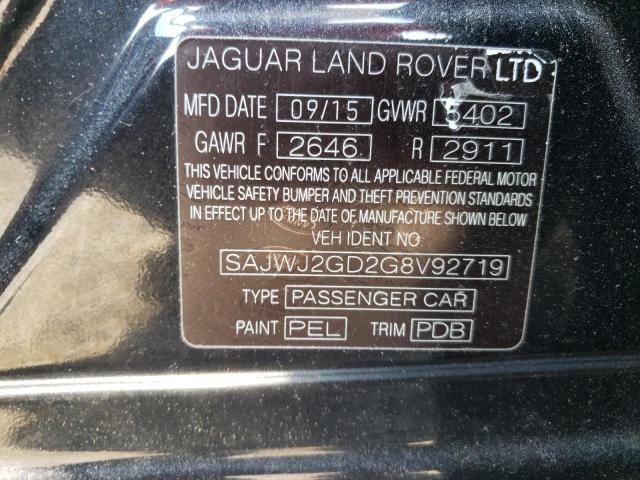 JAGUAR LAND ROVER LTD
MFD DATE 09/15 GVWR 5402
GAWR F 2646 R 2911
THIS VEHICLE CONFORMS TO ALL APPLICABLE FEDERAL MOTOR
VEHICLE SAFETY BUMPER AND THEFT PREVENTION STANDARDS
IN EFFECT UP TO THE DATE OF MANUFACTURE SHOWN BELOW
VEH IDENT NO
SAJWJ2GD2G8V92719
TYPE PASSENGER CAR
PAINT PEL TRIM PDB